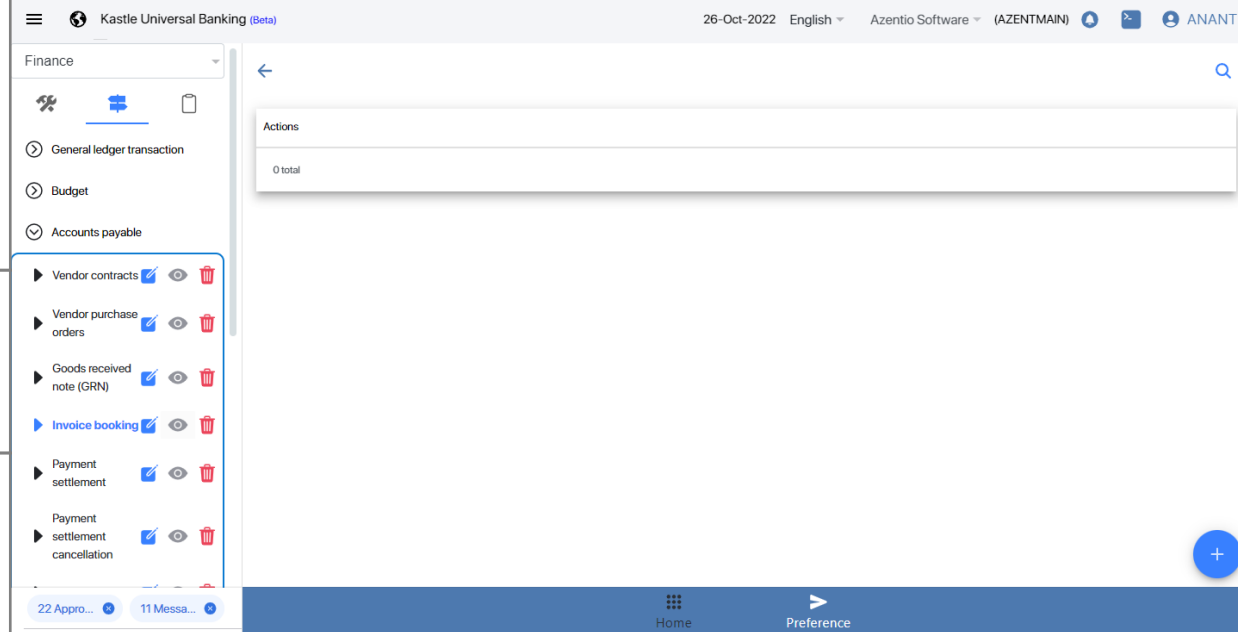 Kastle Universal Banking (Beta)
26-Oct-2022 English Azentio Software (AZENTMAIN) ANANT
Finance
General ledger transaction
Budget
Accounts payable
Vendor contracts
Vendor purchase
orders
Goods received
note (GRN)
Invoice booking
Payment
settlement
Payment
settlement
cancellation
22 Appro... 11 Messa...
Actions
0 total
Home Preference